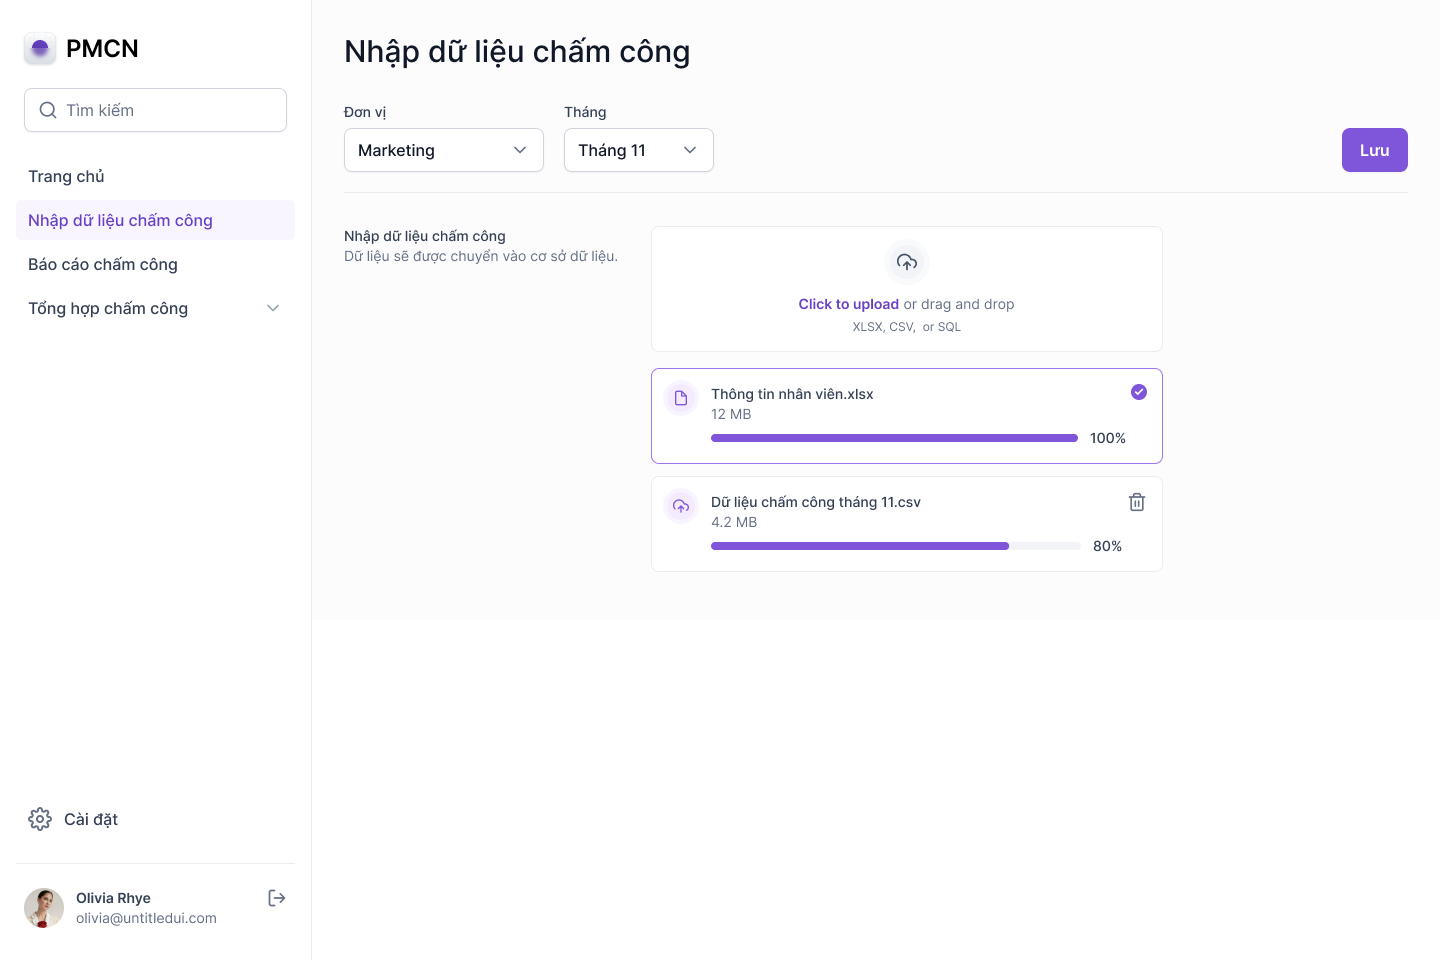 PMCN
Tìm kiếm
Trang chủ
Nhập dữ liệu chấm công
Báo cáo chấm công
Tổng hợp chấm công
Cài đặt
Olivia Rhye
olivia@untitledui.com
Nhập dữ liệu chấm công
Đơn vị
Marketing
Tháng
Tháng 11
Lưu
Nhập dữ liệu chấm công
Dữ liệu sẽ được chuyển vào cơ sở dữ liệu.
Click to upload or drag and drop
XLSX, CSV, or SQL
Thông tin nhân viên.xlsx
12 MB
100%
Dữ liệu chấm công tháng 11.csv
4.2 MB
80%